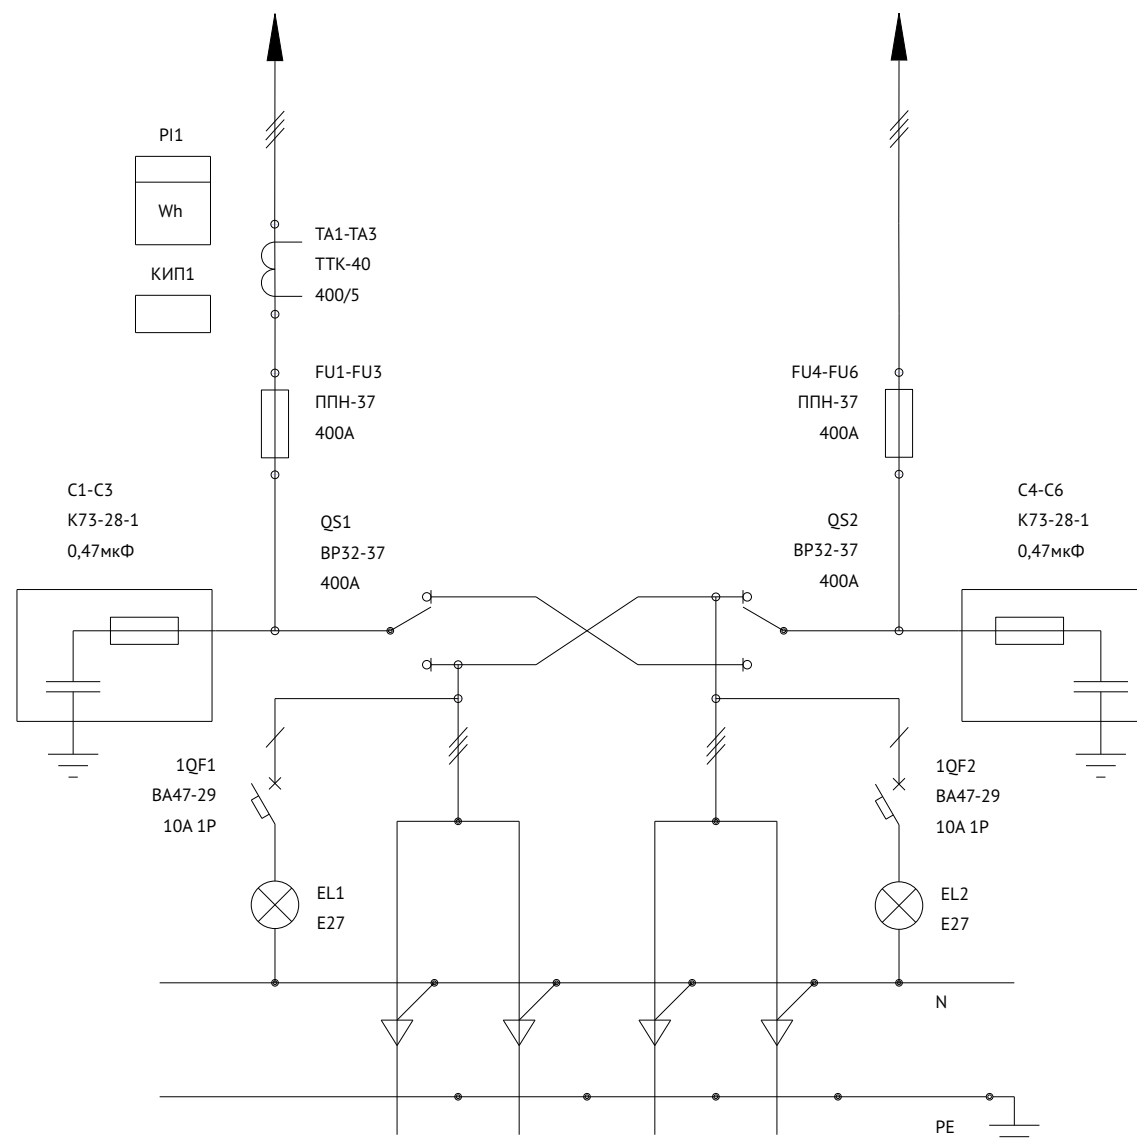 PI1
Wh
КИП1
TA1-TA3
ТТК-40
400/5
FU1-FU3
ППН-37
400А
FU4-FU6
ППН-37
400А
C1-C3
К73-28-1
0,47мкФ
QS1
ВР32-37
400А
QS2
ВР32-37
400А
C4-C6
К73-28-1
0,47мкФ
1QF1
ВА47-29
10А 1Р
1QF2
ВА47-29
10А 1Р
EL1
E27
EL2
E27
N
PE